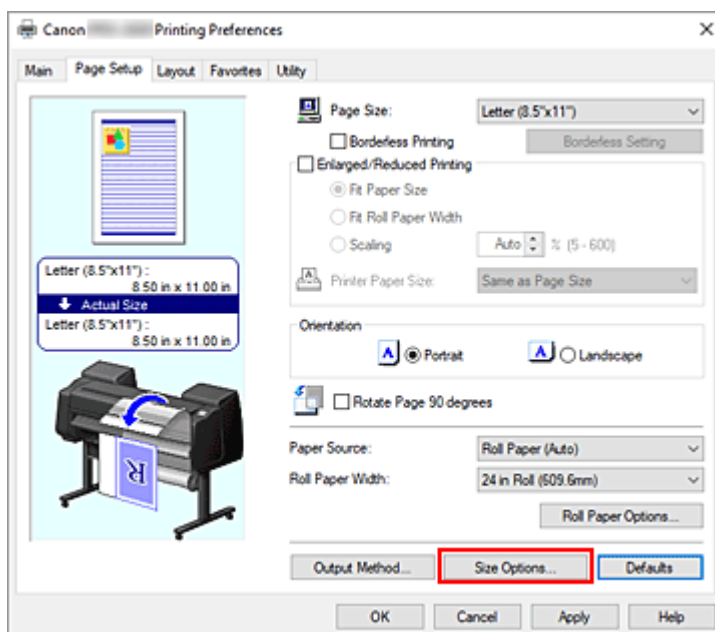 Canon Printing Preferences
Main Page Setup Layout Favorites Utility
Page Size: Letter (8.5"x11")
Borderless Printing Borderless Setting
Enlarged/Reduced Printing
Fit Paper Size
Fit Roll Paper Width
Scaling Auto % (5 - 600)
Printer Paper Size: Same as Page Size
Letter (8.5"x11") :
8.50 in x 11.00 in
Actual Size
Letter (8.5"x11") :
8.50 in x 11.00 in
Orientation
A Portrait A Landscape
Rotate Page 90 degrees
Paper Source: Roll Paper (Auto)
Roll Paper Width: 24 in Roll (609.6mm)
Roll Paper Options...
R
Output Method... Size Options... Defaults
OK Cancel Apply Help